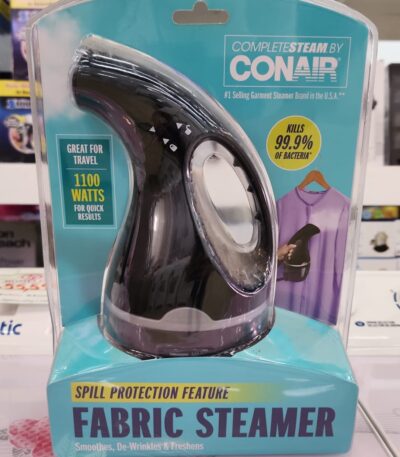 COMPLETESTEAM BY
CONAIR
#1 Selling Garment Steamer Brand in the U.S.A.**
KILLS
99.9%
OF BACTERIA*
GREAT FOR
TRAVEL
1100
WATTS
FOR QUICK
RESULTS
SPILL PROTECTION FEATURE
FABRIC STEAMER
Smoothes, De-Wrinkles & Freshens